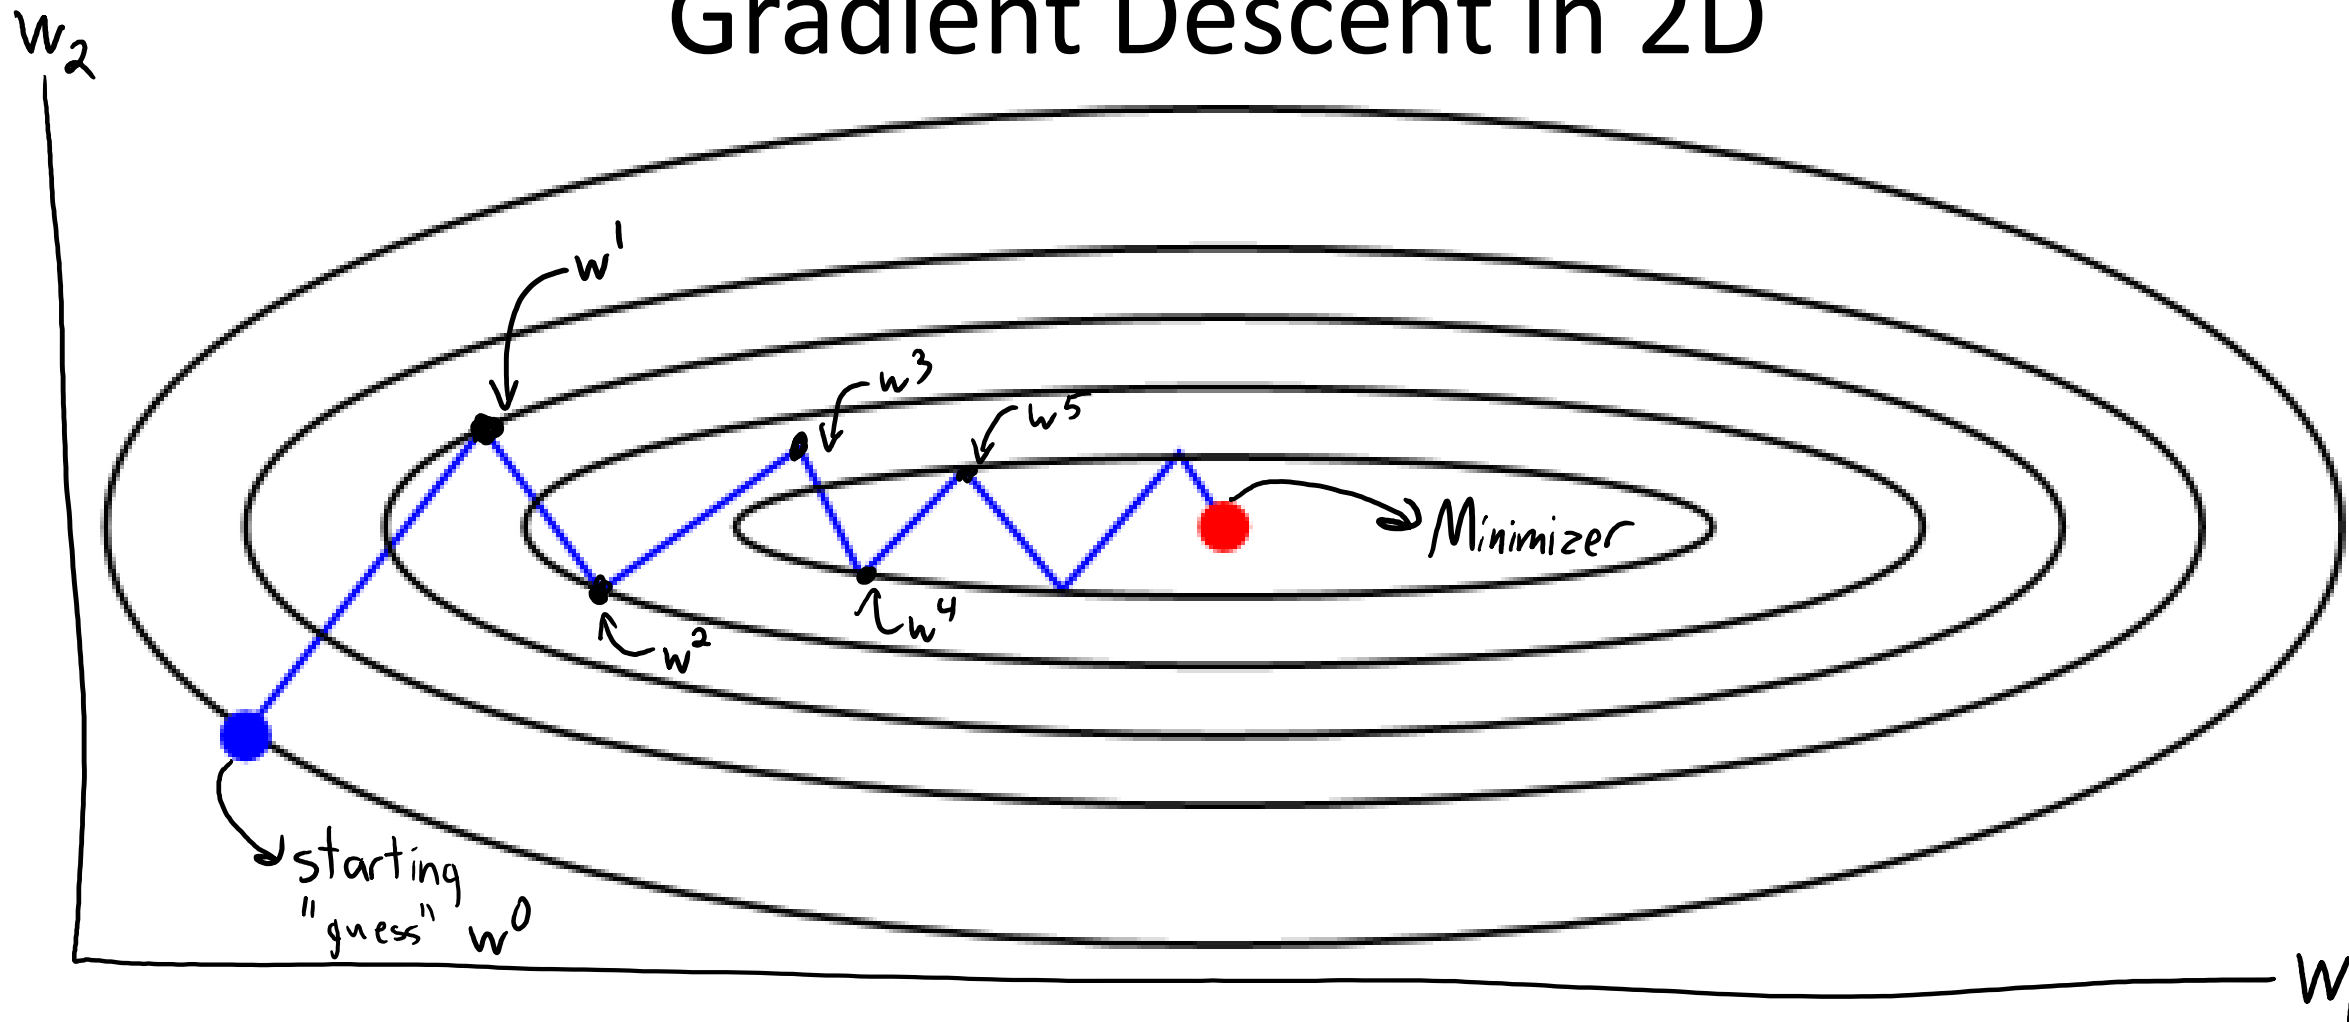 Gradient Descent in 2D
w₂
w¹
w³
w⁵
Minimizer
w⁴
w²
starting
"guess" w⁰
w₁